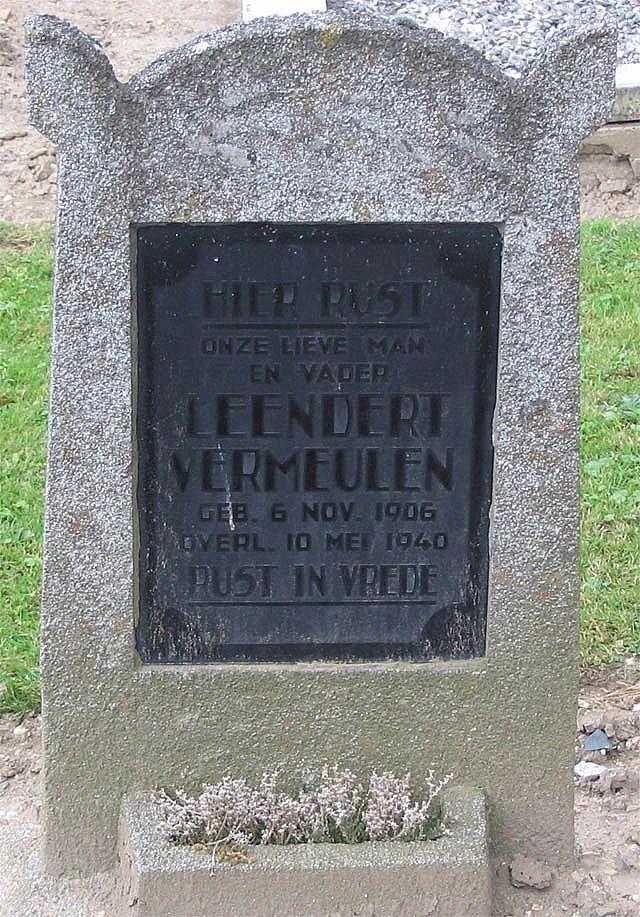 HIER RUST
ONZE LIEVE MAN
EN VADER
LEENDERT
VERMEULEN
GEB. 6 NOV. 1906
OVERL. 10 MEI 1940
RUST IN VREDE